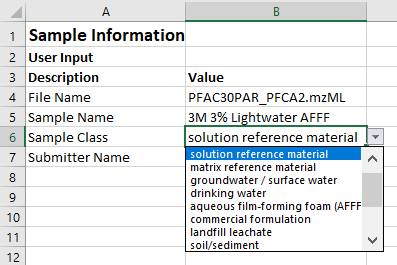 A B
1 Sample Information
2 User Input
3 Description Value
4 File Name PFAC30PAR_PFCA2.mzML
5 Sample Name 3M 3% Lightwater AFFF
6 Sample Class solution reference material
7 Submitter Name solution reference material
8 matrix reference material
groundwater / surface water
9 drinking water
aqueous film-forming foam (AFFF
10 commercial formulation
11 landfill leachate
soil/sediment
12